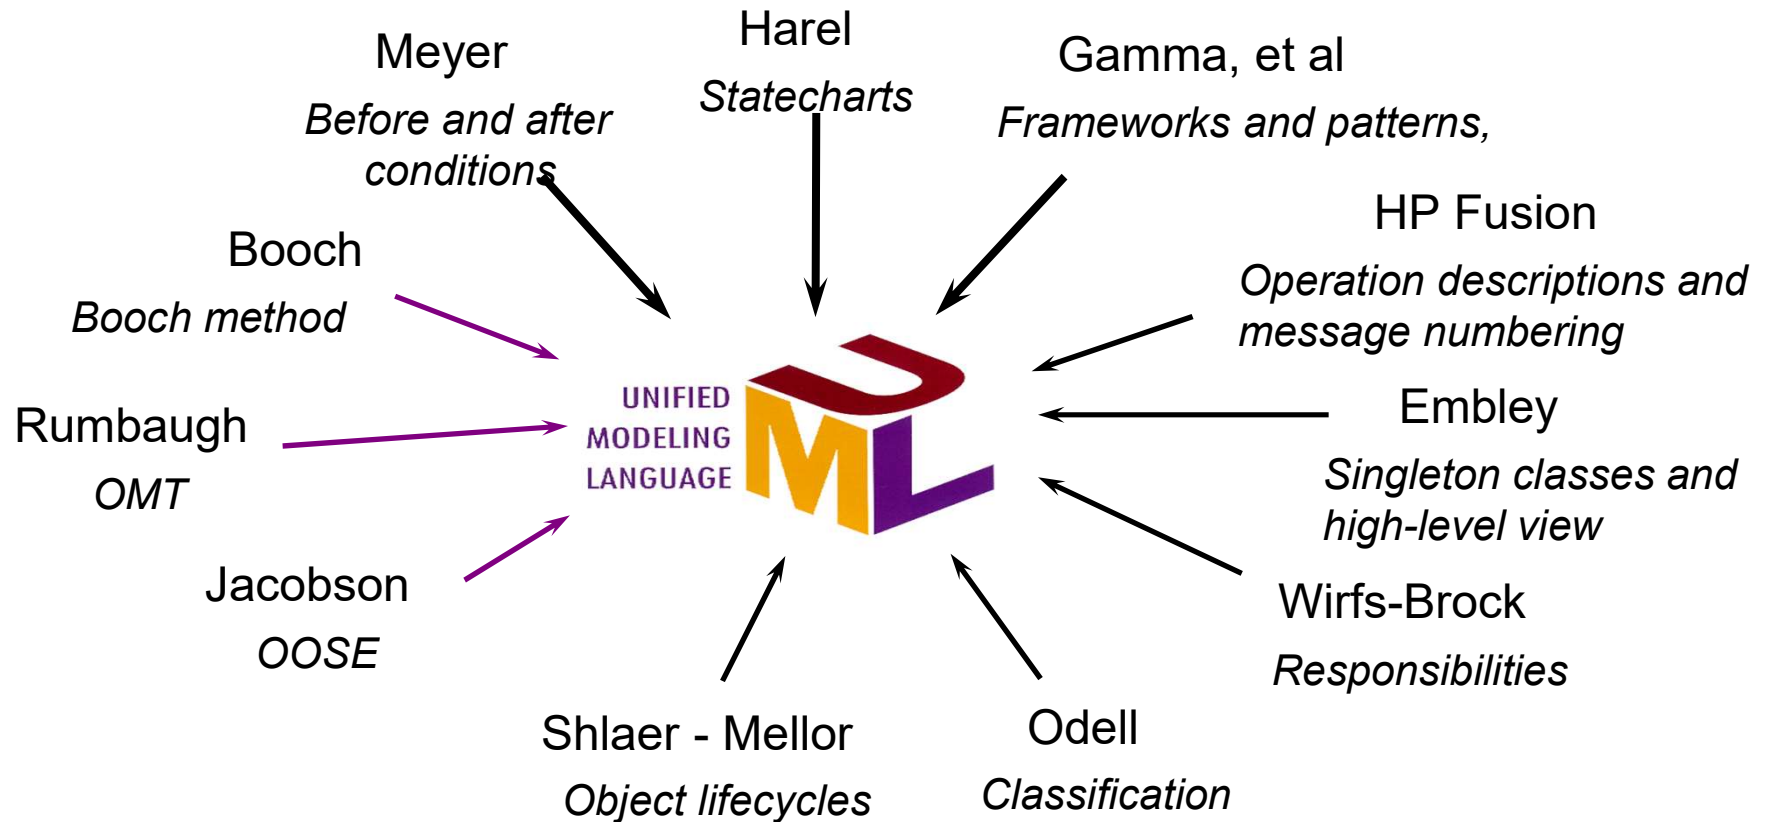 Meyer
Before and after
conditions
Harel
Statecharts
Gamma, et al
Frameworks and patterns,
HP Fusion
Operation descriptions and
message numbering
Booch
Booch method
Embley
Singleton classes and
high-level view
Rumbaugh
OMT
UNIFIED
MODELING
LANGUAGE
UML
Jacobson
OOSE
Wirfs-Brock
Responsibilities
Shlaer - Mellor
Object lifecycles
Odell
Classification